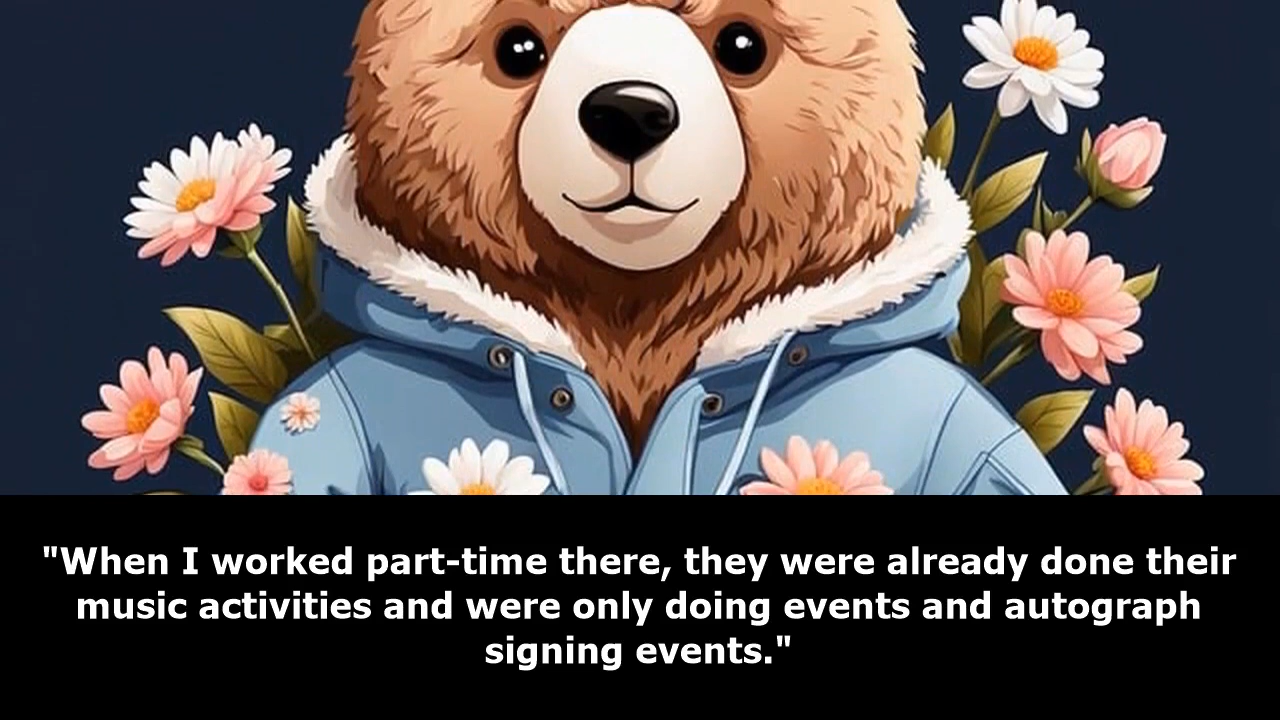 "When I worked part-time there, they were already done their
music activities and were only doing events and autograph
signing events."